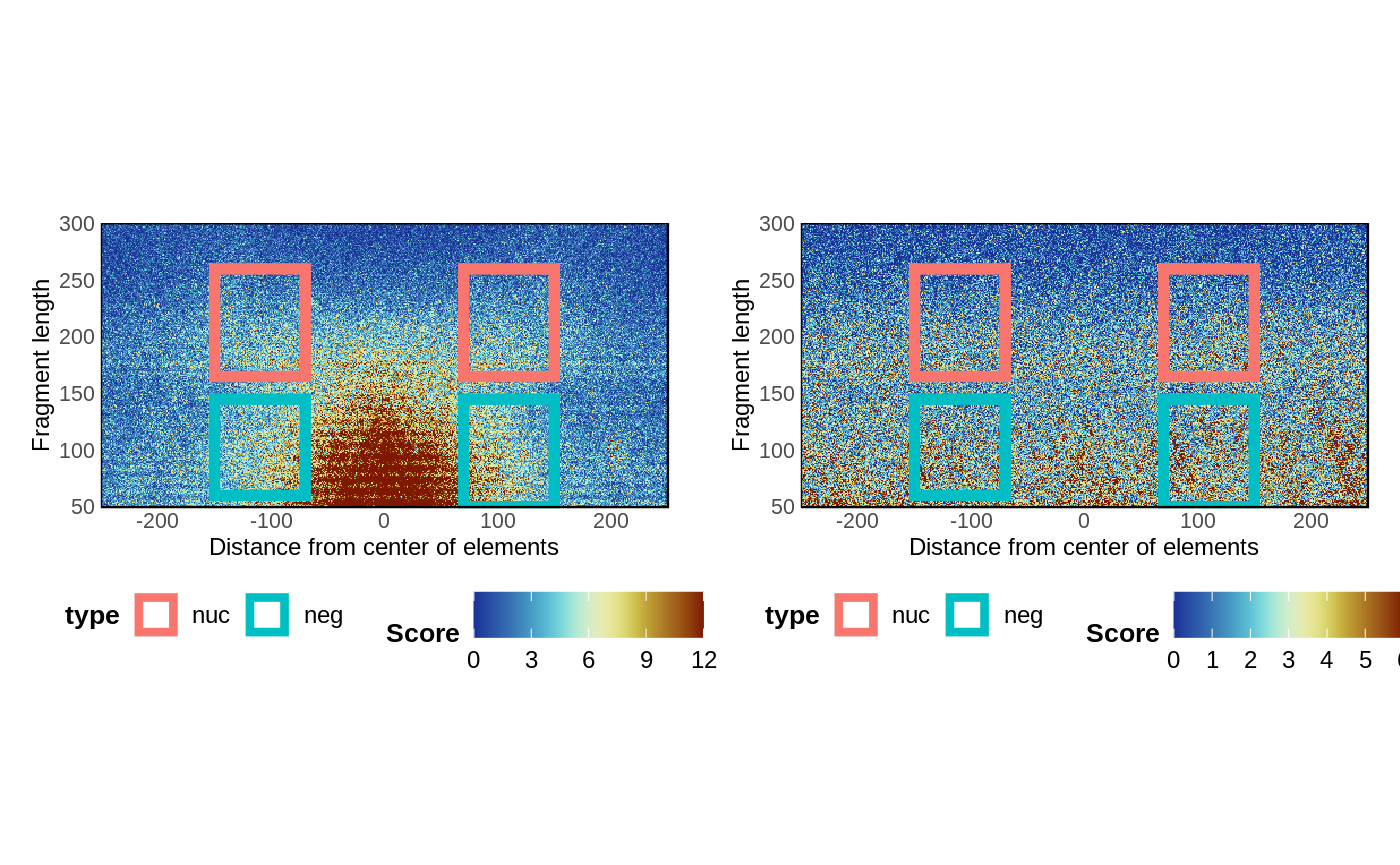 Fragment length
300
250
200
150
100
50
-200 -100 0 100 200
Distance from center of elements
type nuc neg
Score
0 3 6 9 12
Fragment length
300
250
200
150
100
50
-200 -100 0 100 200
Distance from center of elements
type nuc neg
Score
0 1 2 3 4 5